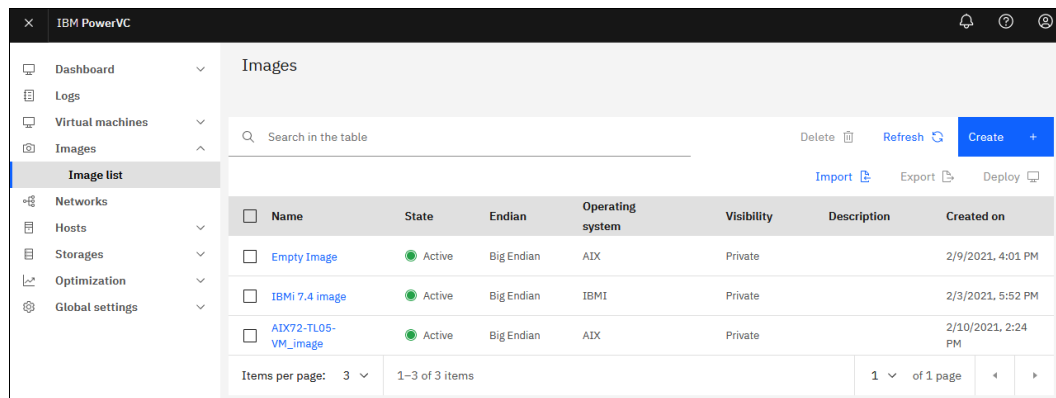 IBM PowerVC
Dashboard
Logs
Virtual machines
Images
Image list
Networks
Hosts
Storages
Optimization
Global settings
Images
Search in the table
Delete
Refresh
Create +
Import
Export
Deploy
Name State Endian Operating system Visibility Description Created on
Empty Image Active Big Endian AIX Private 2/9/2021, 4:01 PM
IBMi 7.4 image Active Big Endian IBMI Private 2/3/2021, 5:52 PM
AIX72-TL05-
VM_image Active Big Endian AIX Private 2/10/2021, 2:24
PM
Items per page: 3 1–3 of 3 items 1 of 1 page